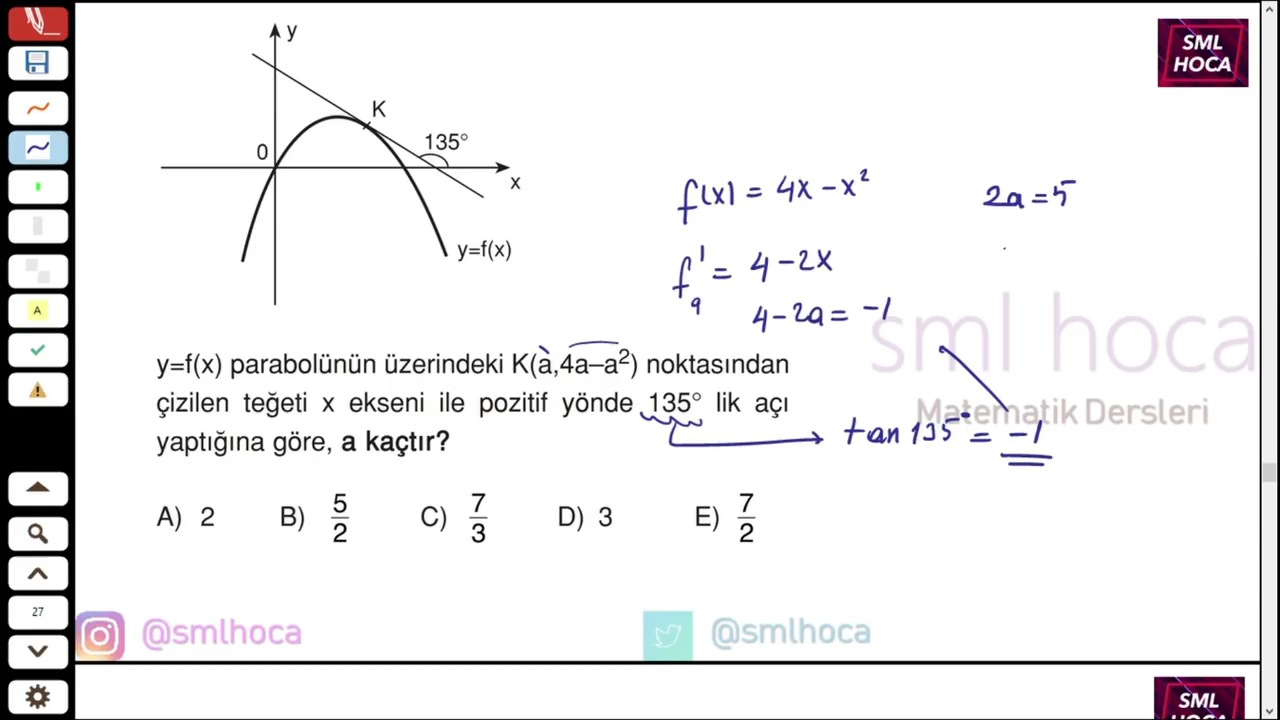 SML
HOCA
y
K
135°
0
x
y=f(x)
f(x) = 4x - x²
2a = 5
f' = 4 - 2x
a
4 - 2a = -1
sml hoca
Matematik Dersleri
y=f(x) parabolünün üzerindeki K(a,4a–a²) noktasından
çizilen teğeti x ekseni ile pozitif yönde 135° lik açı
yaptığına göre, a kaçtır?
tan 135° = -1
A) 2 B) 5/2 C) 7/3 D) 3 E) 7/2
A
27
@smlhoca @smlhoca
SML